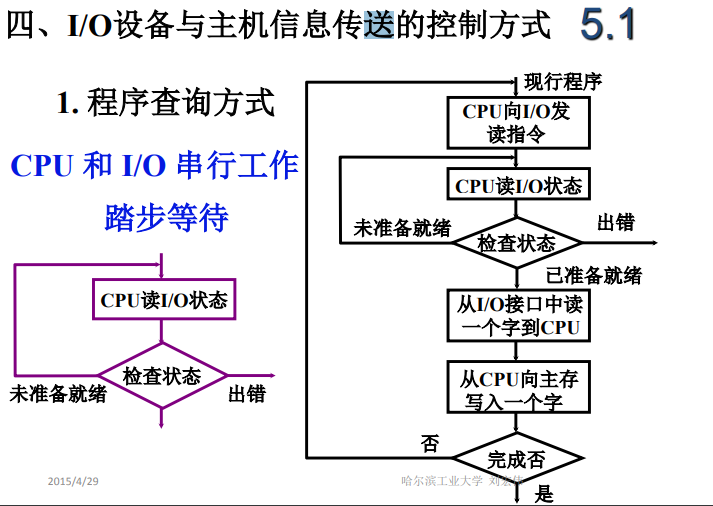 四、I/O设备与主机信息传送的控制方式 5.1
1. 程序查询方式
CPU 和 I/O 串行工作
踏步等待
CPU读I/O状态
检查状态
未准备就绪
出错
现行程序
CPU向I/O发
读指令
CPU读I/O状态
未准备就绪
检查状态
出错
已准备就绪
从I/O接口中读
一个字到CPU
从CPU向主存
写入一个字
否
完成否
是
2015/4/29
哈尔滨工业大学 刘宏伟